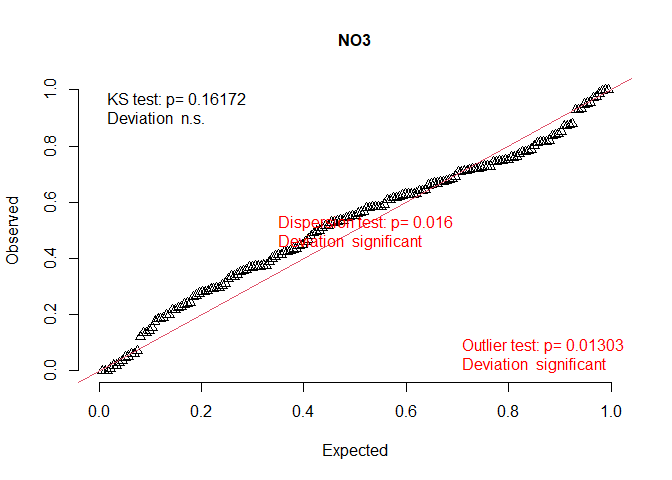 NO3
KS test: p= 0.16172
Deviation n.s.
Dispersion test: p= 0.016
Deviation significant
Outlier test: p= 0.01303
Deviation significant
Observed
1.0
0.8
0.6
0.4
0.2
0.0
0.0 0.2 0.4 0.6 0.8 1.0
Expected